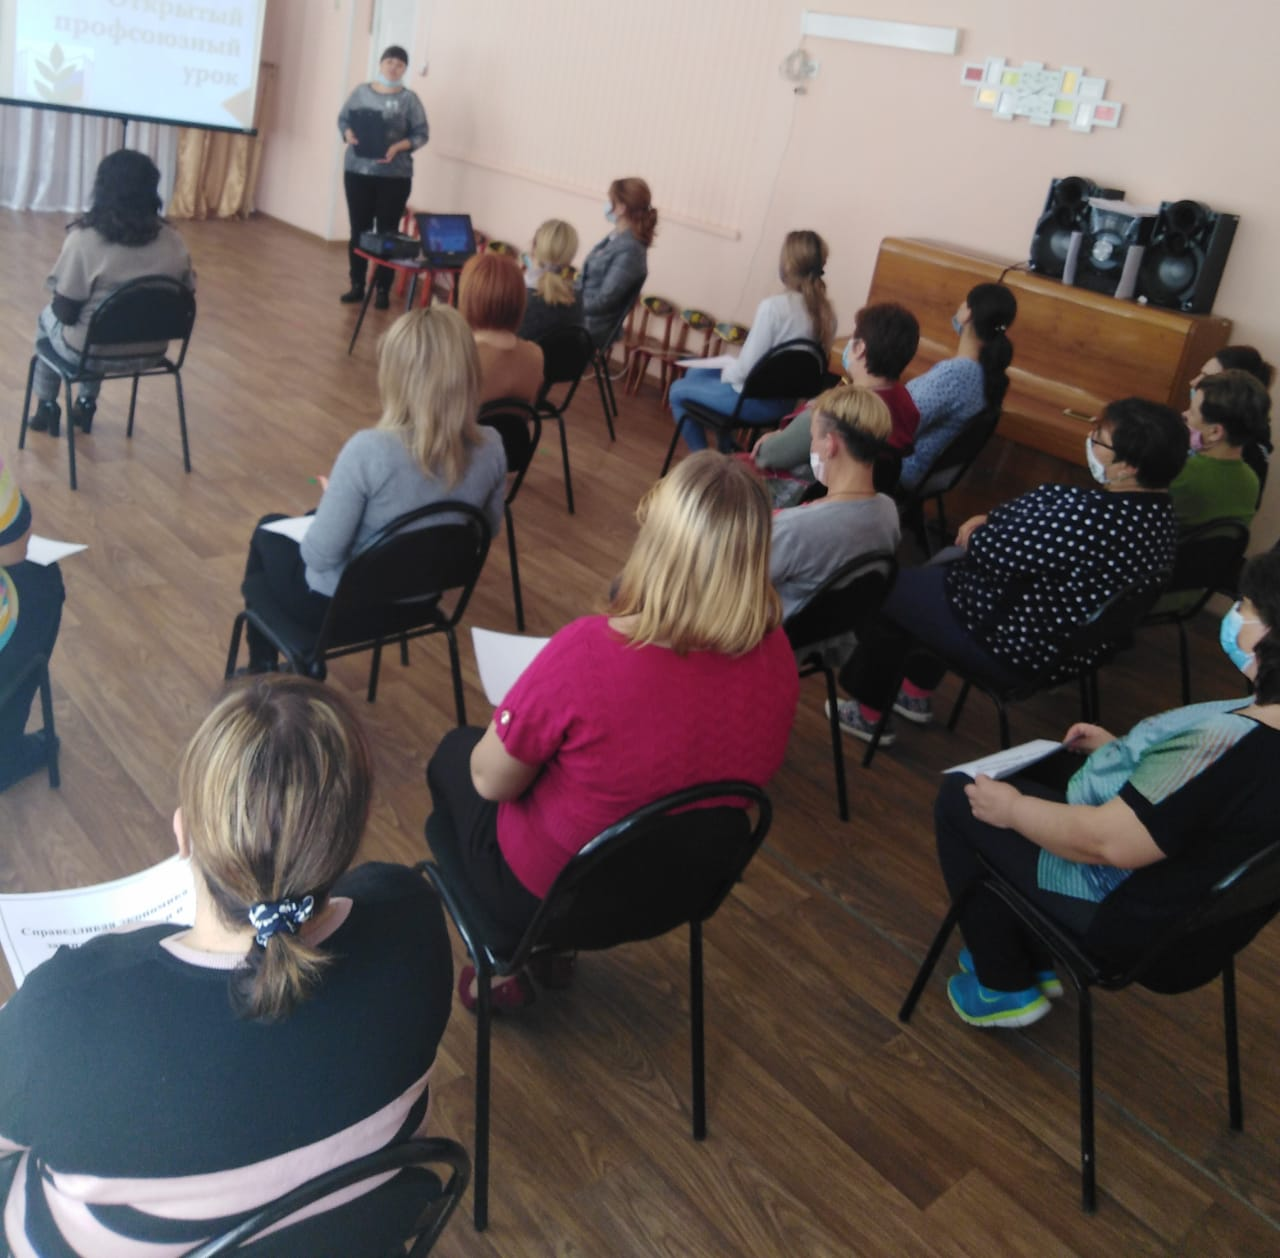 Открытый
профсоюзный
урок
Справедливая экономика